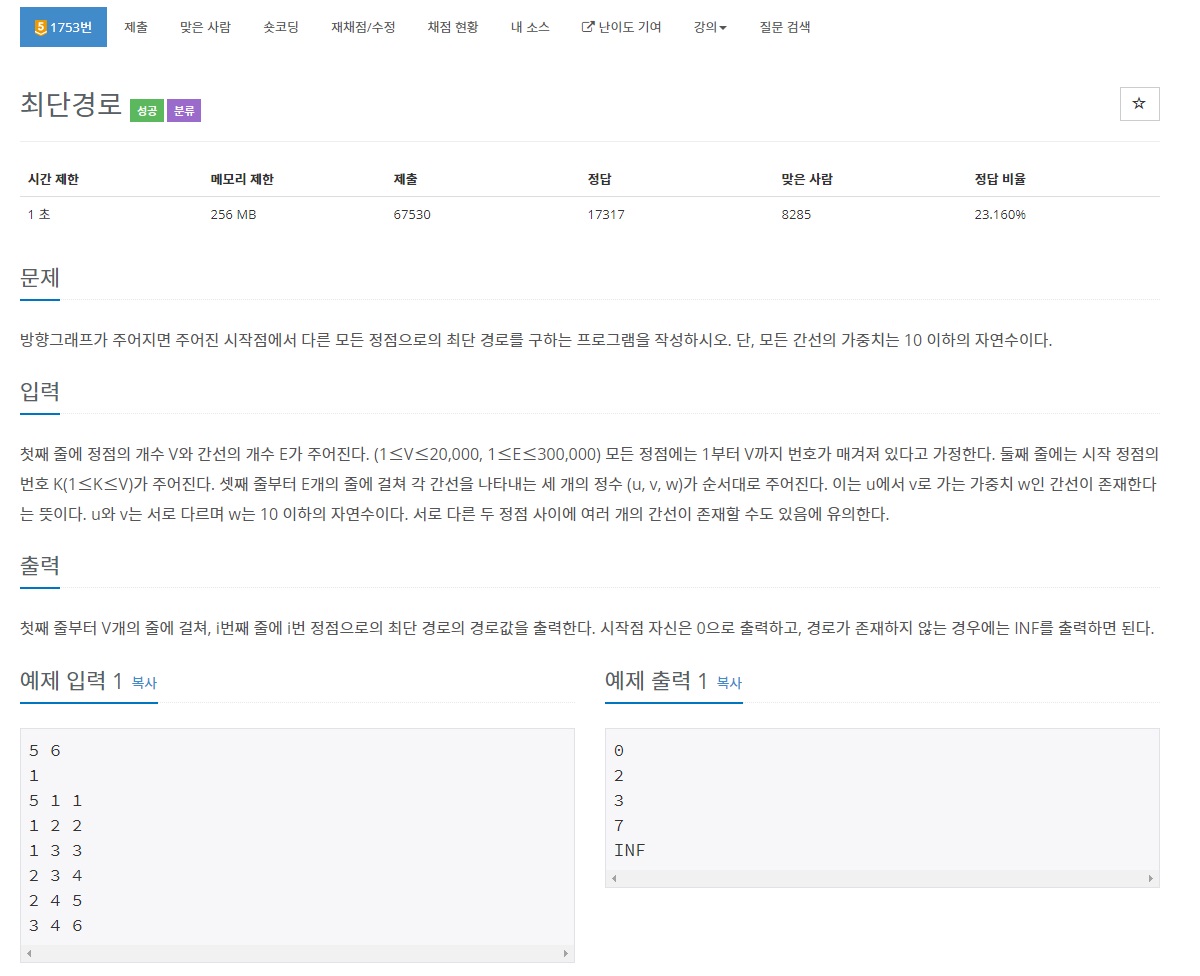 5 1753번 제출 맞은 사람 숏코딩 재채점/수정 채점 현황 내 소스 난이도 기여 강의 질문 검색
최단경로 성공 분류
시간 제한 메모리 제한 제출 정답 맞은 사람 정답 비율
1 초 256 MB 67530 17317 8285 23.160%
문제
방향그래프가 주어지면 주어진 시작점에서 다른 모든 정점으로의 최단 경로를 구하는 프로그램을 작성하시오. 단, 모든 간선의 가중치는 10 이하의 자연수이다.
입력
첫째 줄에 정점의 개수 V와 간선의 개수 E가 주어진다. (1≤V≤20,000, 1≤E≤300,000) 모든 정점에는 1부터 V까지 번호가 매겨져 있다고 가정한다. 둘째 줄에는 시작 정점의
번호 K(1≤K≤V)가 주어진다. 셋째 줄부터 E개의 줄에 걸쳐 각 간선을 나타내는 세 개의 정수 (u, v, w)가 순서대로 주어진다. 이는 u에서 v로 가는 가중치 w인 간선이 존재한다
는 뜻이다. u와 v는 서로 다르며 w는 10 이하의 자연수이다. 서로 다른 두 정점 사이에 여러 개의 간선이 존재할 수도 있음에 유의한다.
출력
첫째 줄부터 V개의 줄에 걸쳐, i번째 줄에 i번 정점으로의 최단 경로의 경로값을 출력한다. 시작점 자신은 0으로 출력하고, 경로가 존재하지 않는 경우에는 INF를 출력하면 된다.
예제 입력 1 복사
5 6
1
5 1 1
1 2 2
1 3 3
2 3 4
2 4 5
3 4 6
예제 출력 1 복사
0
2
3
7
INF